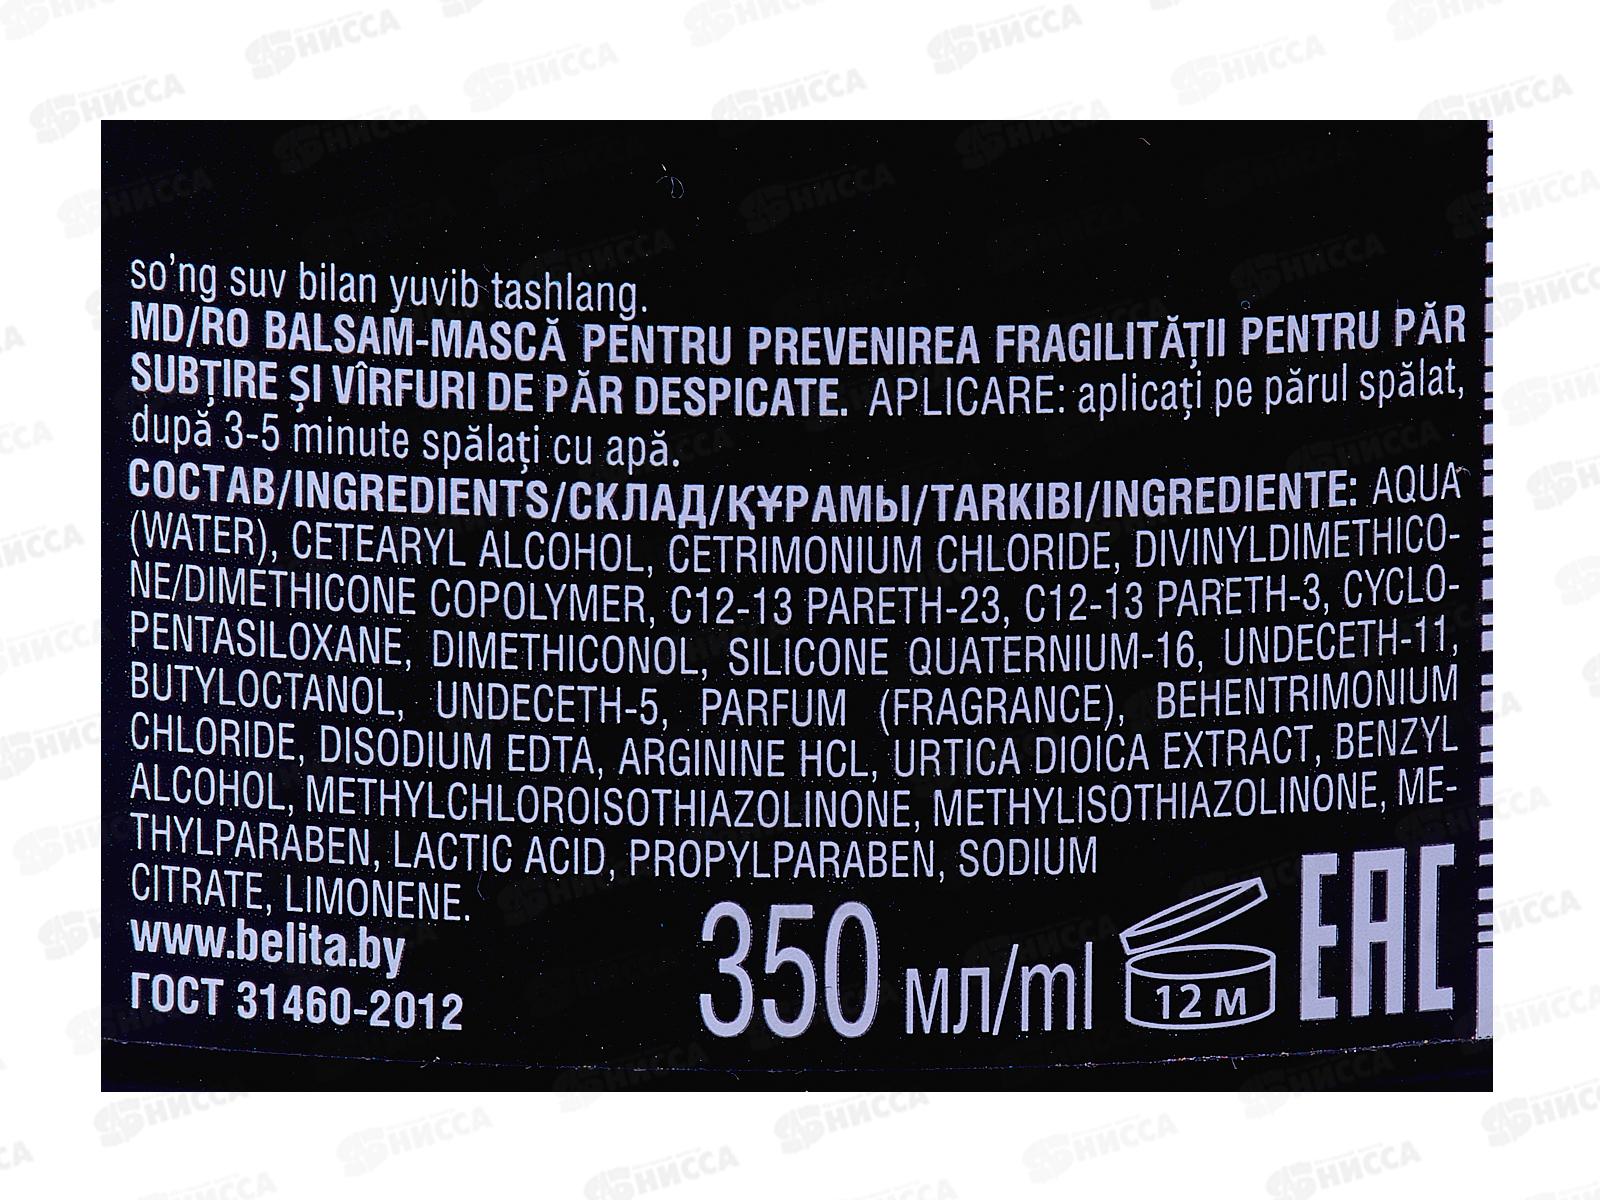 so'ng suv bilan yuvib tashlang.
MD/RO BALSAM-MASCĂ PENTRU PREVENIREA FRAGILITĂȚII PENTRU PĂR
SUBȚIRE ȘI VÎRFURI DE PĂR DESPICATE. APLICARE: aplicați pe părul spălat,
după 3-5 minute spălați cu apă.
СОСТАВ/INGREDIENTS/СКЛАД/ҚҰРАМЫ/TARKIBI/INGREDIENTE: AQUA
(WATER), CETEARYL ALCOHOL, CETRIMONIUM CHLORIDE, DIVINYLDIMETHICO-
NE/DIMETHICONE COPOLYMER, C12-13 PARETH-23, C12-13 PARETH-3, CYCLO-
PENTASILOXANE, DIMETHICONOL, SILICONE QUATERNIUM-16, UNDECETH-11,
BUTYLOCTANOL, UNDECETH-5, PARFUM (FRAGRANCE), BEHENTRIMONIUM
CHLORIDE, DISODIUM EDTA, ARGININE HCL, URTICA DIOICA EXTRACT, BENZYL
ALCOHOL, METHYLCHLOROISOTHIAZOLINONE, METHYLISOTHIAZOLINONE, ME-
THYLPARABEN, LACTIC ACID, PROPYLPARABEN, SODIUM
CITRATE, LIMONENE.
www.belita.by
ГОСТ 31460-2012
350 мл/ml
12 M
EAC